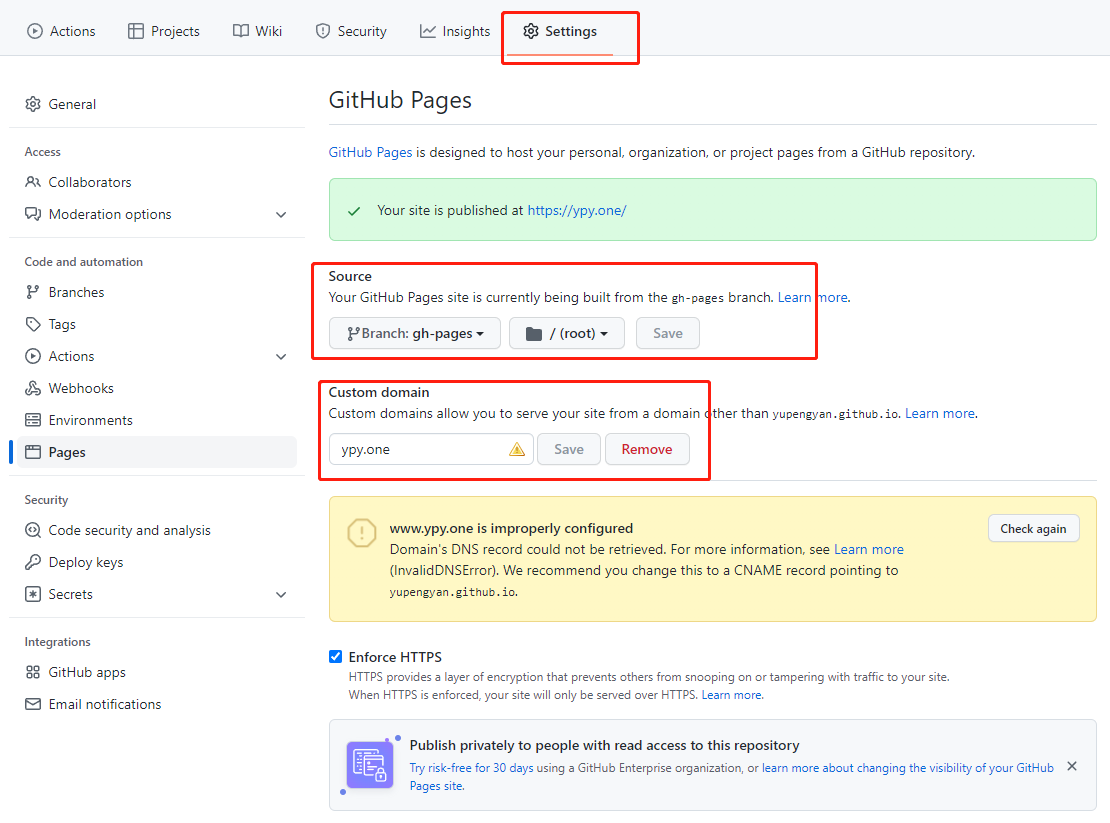 Actions Projects Wiki Security Insights Settings
General
Access
Collaborators
Moderation options
Code and automation
Branches
Tags
Actions
Webhooks
Environments
Pages
Security
Code security and analysis
Deploy keys
Secrets
Integrations
GitHub apps
Email notifications
GitHub Pages
GitHub Pages is designed to host your personal, organization, or project pages from a GitHub repository.
Your site is published at https://ypy.one/
Source
Your GitHub Pages site is currently being built from the gh-pages branch. Learn more.
Branch: gh-pages / (root) Save
Custom domain
Custom domains allow you to serve your site from a domain other than yupengyan.github.io. Learn more.
ypy.one Save Remove
www.ypy.one is improperly configured
Check again
Domain's DNS record could not be retrieved. For more information, see Learn more
(InvalidDNSError). We recommend you change this to a CNAME record pointing to
yupengyan.github.io.
Enforce HTTPS
HTTPS provides a layer of encryption that prevents others from snooping on or tampering with traffic to your site.
When HTTPS is enforced, your site will only be served over HTTPS. Learn more.
Publish privately to people with read access to this repository
Try risk-free for 30 days using a GitHub Enterprise organization, or learn more about changing the visibility of your GitHub
Pages site.